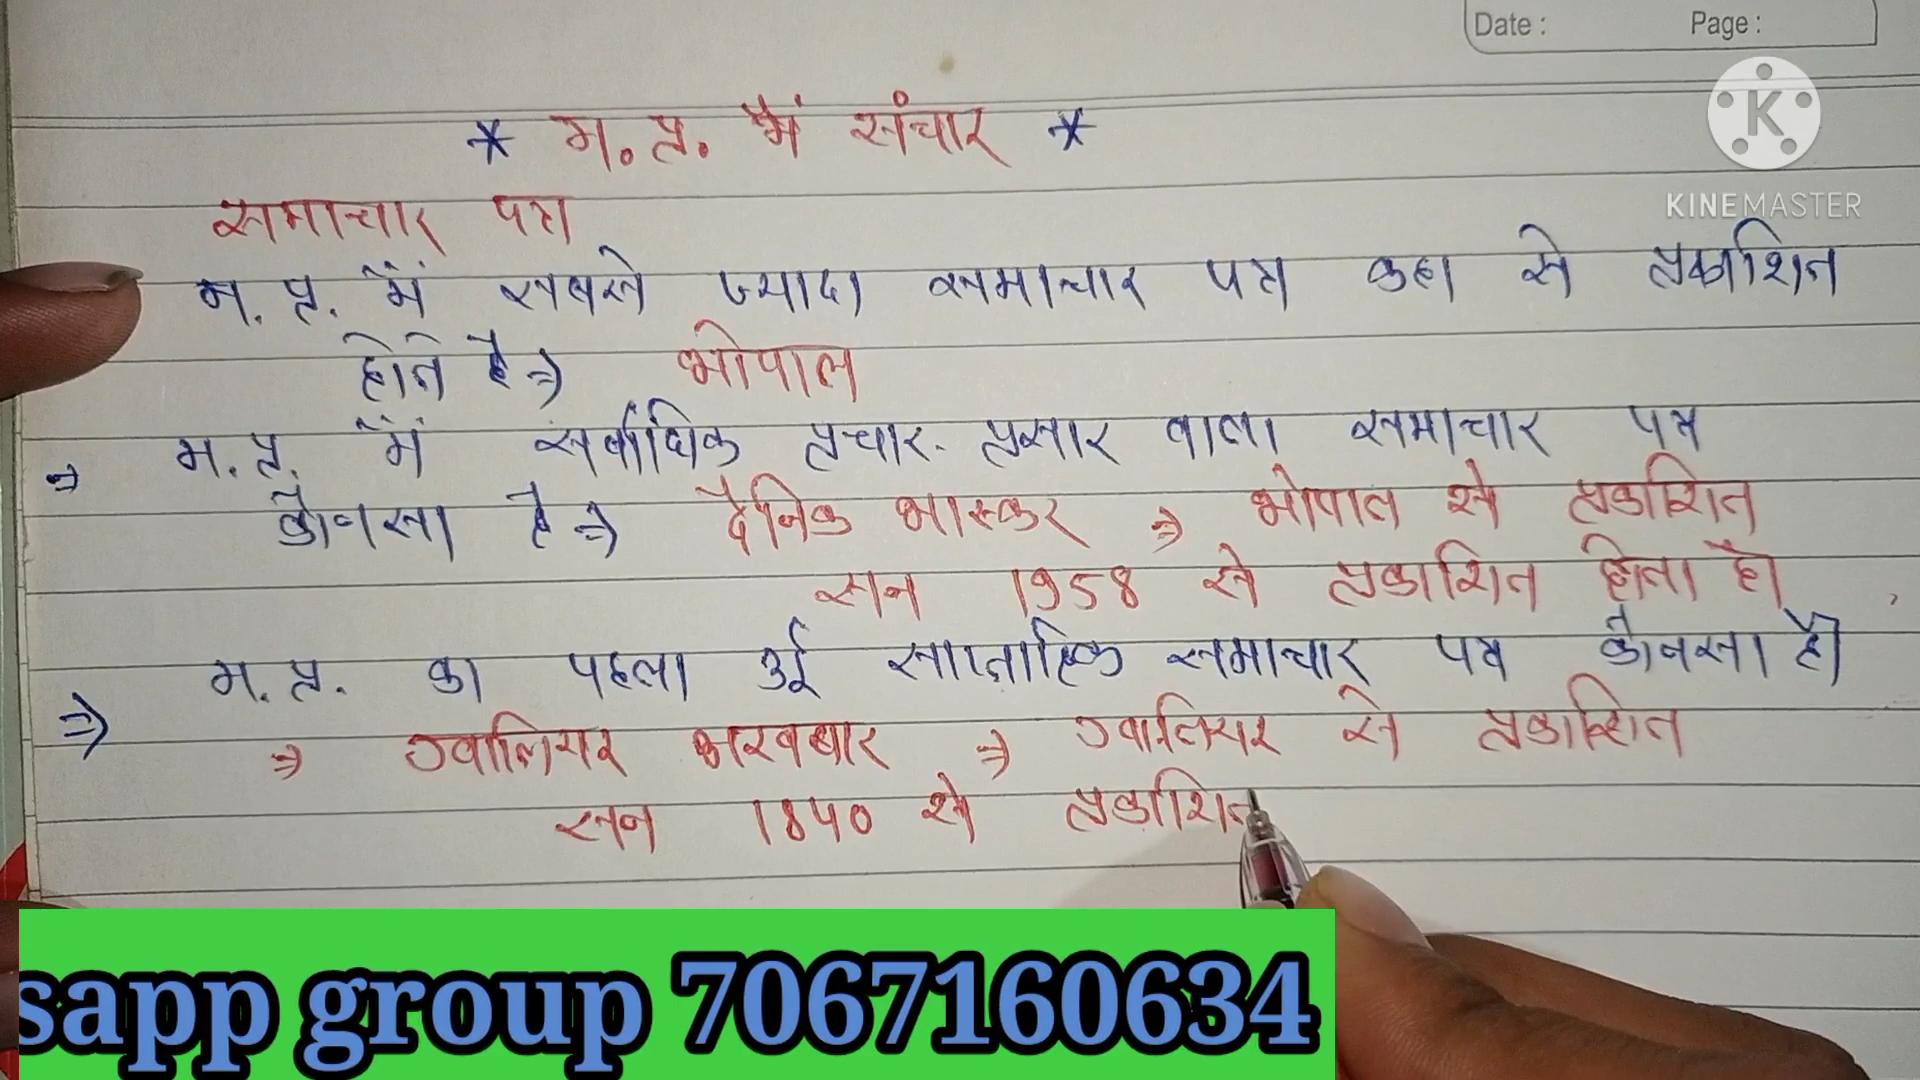 Date :
Page :
K
KINEMASTER
* म. प्र. में संचार *
समाचार पत्र
म. प्र. में सबसे ज्यादा समाचार पत्र कहा से प्रकाशित
होते है ⇒ भोपाल
⇒ म. प्र. में सर्वाधिक प्रचार- प्रसार वाला समाचार पत्र
कौनसा है ⇒ दैनिक भास्कर ⇒ भोपाल से प्रकाशित
सन 1958 से प्रकाशित होता है।
⇒ म. प्र. का पहला उर्दू साप्ताहिक समाचार पत्र कौनसा है।
⇒ ग्वालियर अखबार ⇒ ग्वालियर से प्रकाशित
सन 1840 से प्रकाशित
sapp group 7067160634